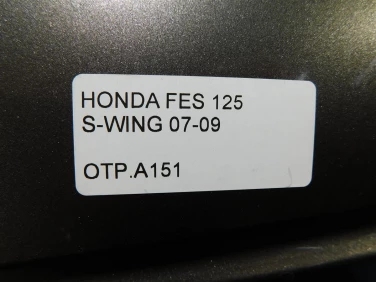 HONDA FES 125
S-WING 07-09
OTP.A151